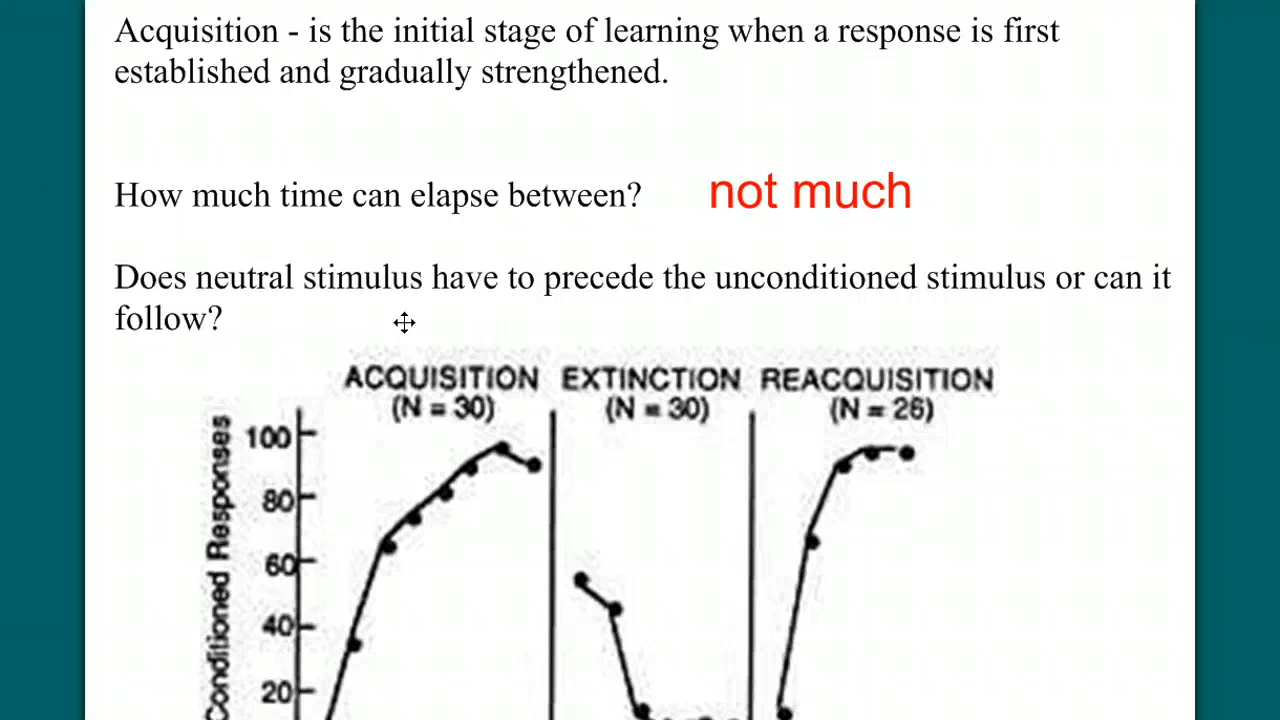 Acquisition - is the initial stage of learning when a response is first
established and gradually strengthened.
How much time can elapse between? not much
Does neutral stimulus have to precede the unconditioned stimulus or can it
follow?
ACQUISITION EXTINCTION REACQUISITION
(N = 30) (N = 30) (N = 26)
Conditioned Responses
100
80
60
40
20